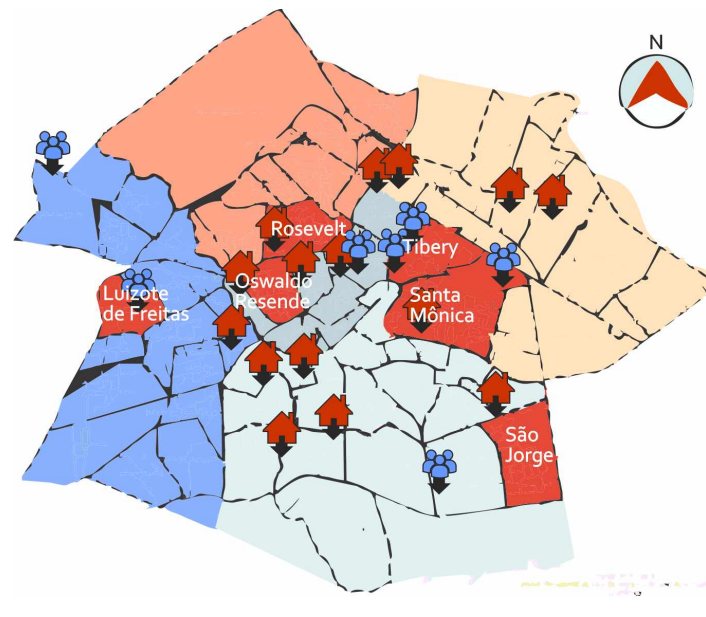 N
Rosevelt
Tibery
Oswaldo
Resende
Luizote
de Freitas
Santa
Mônica
São
Jorge